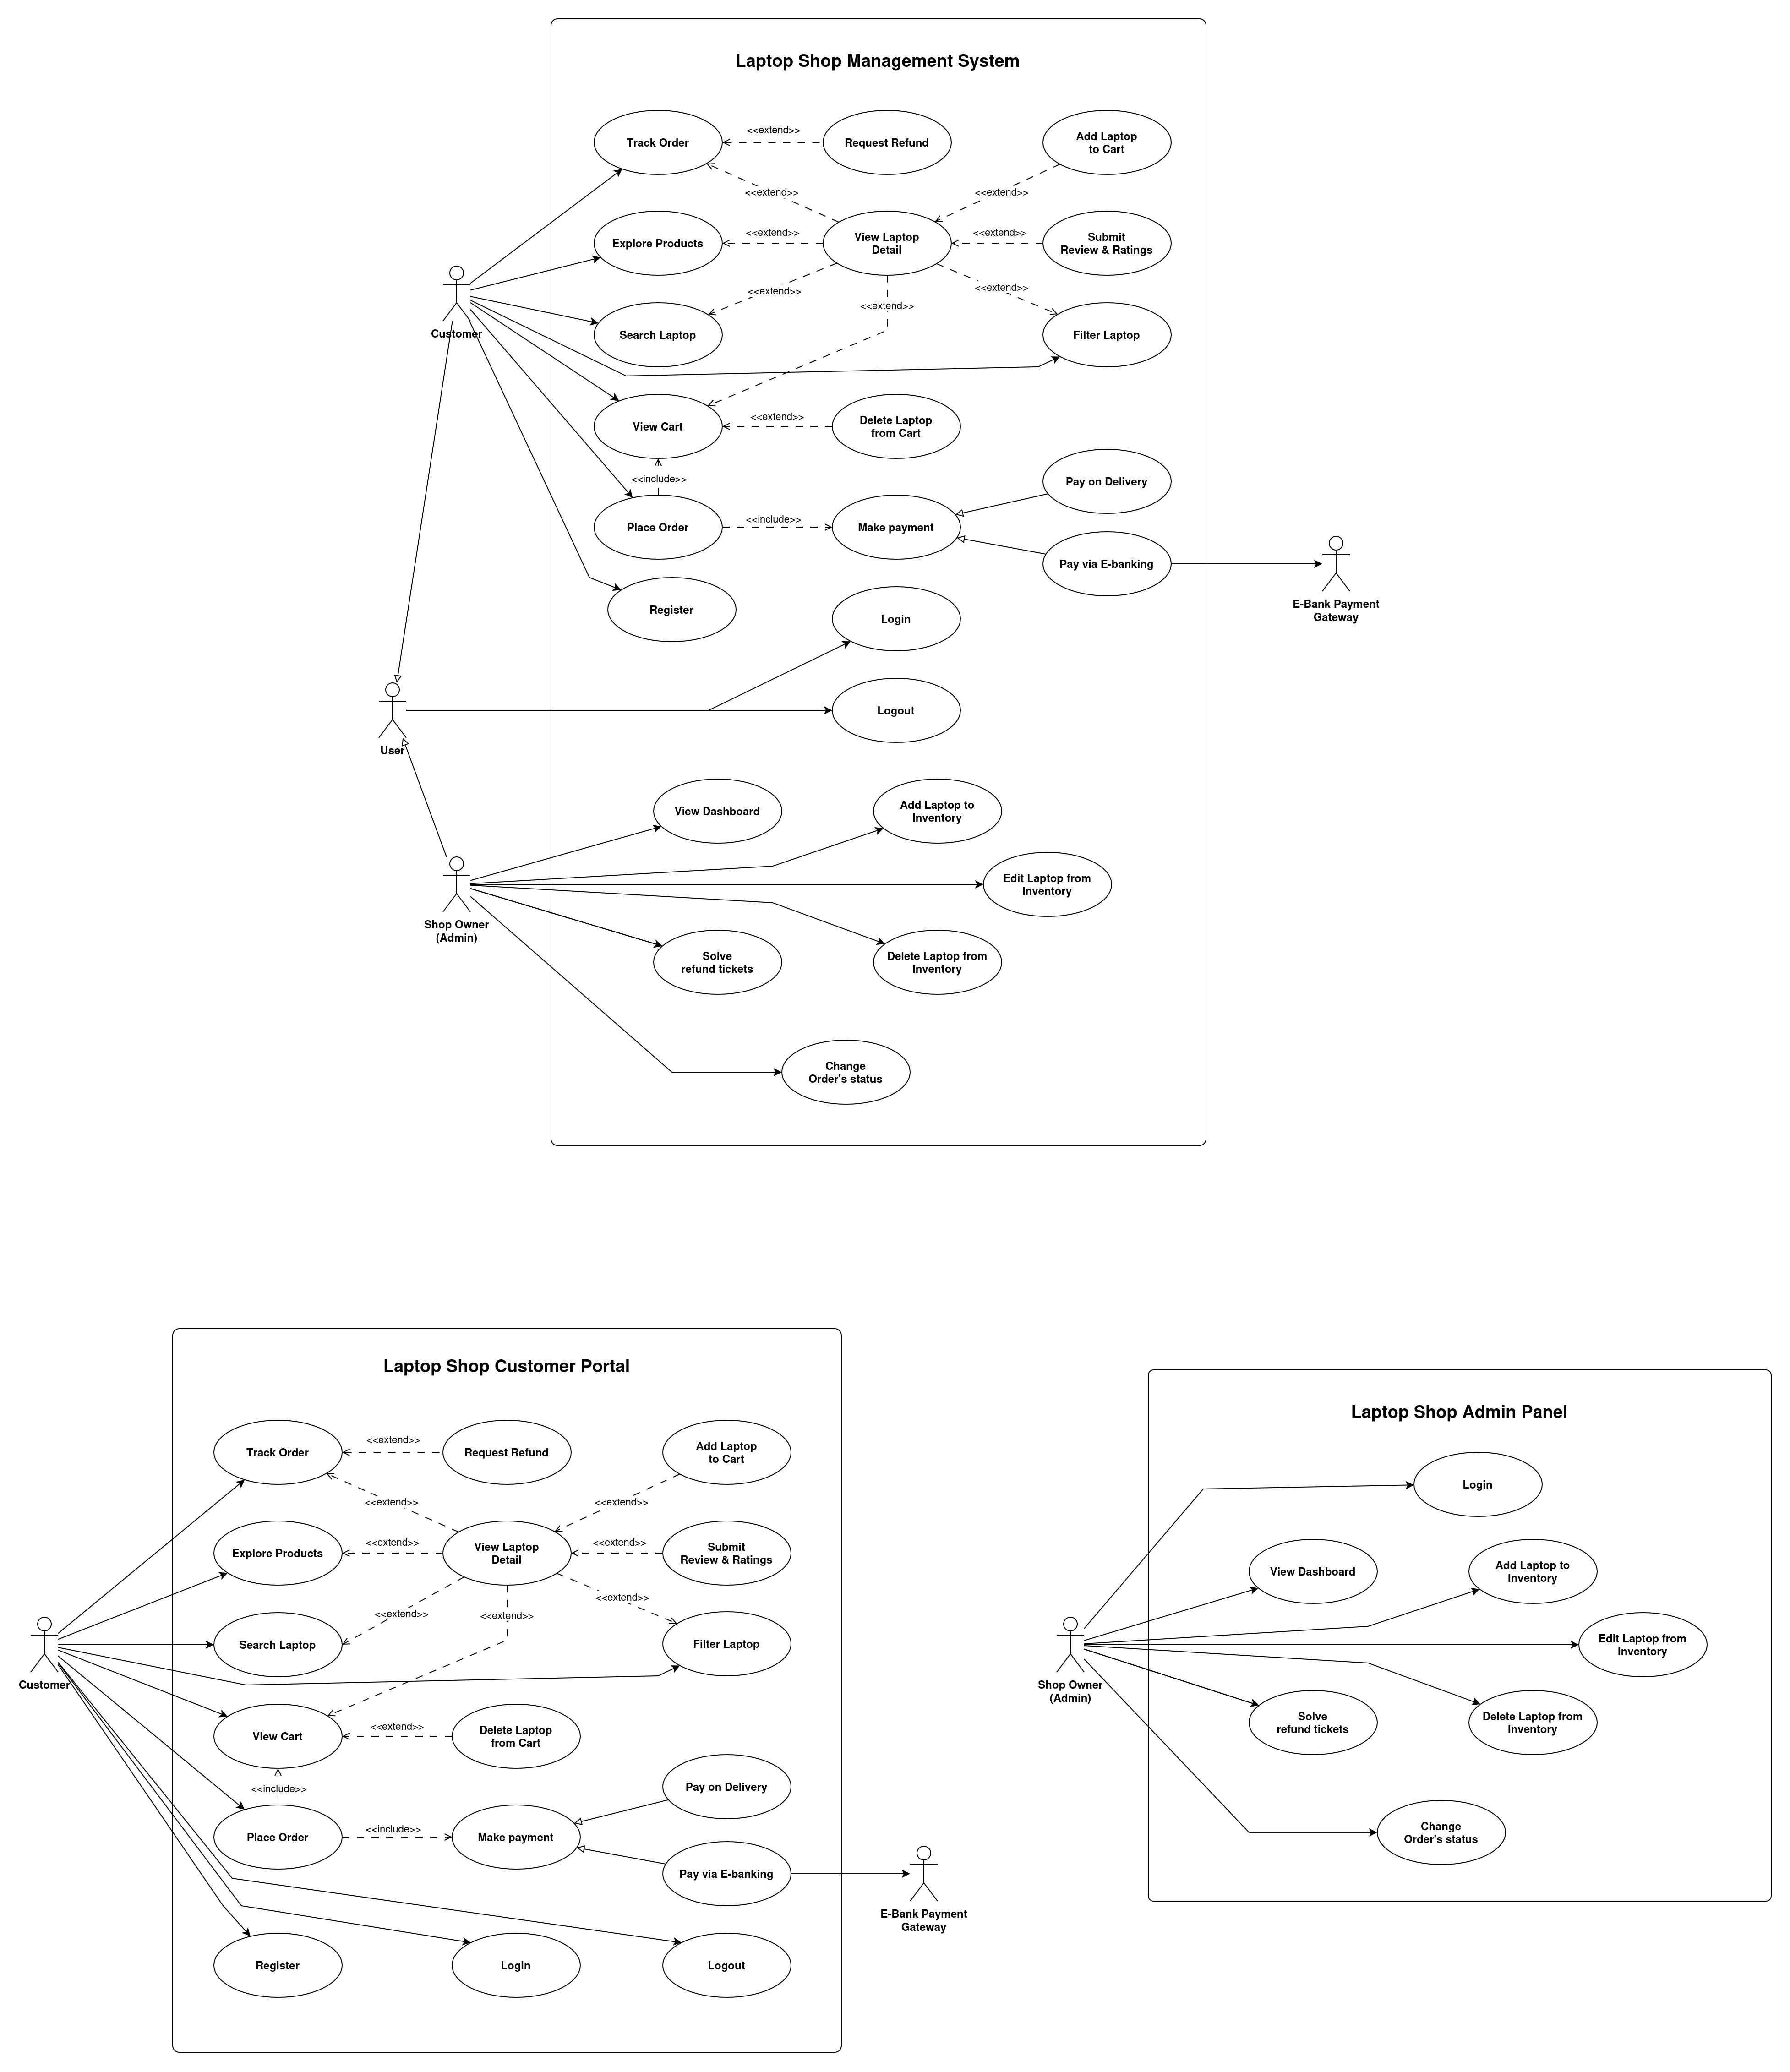 Laptop Shop Management System
Track Order
<<extend>>
Request Refund
Add Laptop
to Cart
<<extend>>
<<extend>>
Explore Products
<<extend>>
View Laptop
Detail
<<extend>>
Submit
Review & Ratings
<<extend>>
<<extend>>
<<extend>>
Customer
Search Laptop
Filter Laptop
View Cart
<<extend>>
Delete Laptop
from Cart
<<include>>
Pay on Delivery
Place Order
<<include>>
Make payment
Pay via E-banking
E-Bank Payment
Gateway
Register
Login
Logout
User
View Dashboard
Add Laptop to
Inventory
Edit Laptop from
Inventory
Shop Owner
(Admin)
Solve
refund tickets
Delete Laptop from
Inventory
Change
Order's status
Laptop Shop Customer Portal
Track Order
<<extend>>
Request Refund
Add Laptop
to Cart
<<extend>>
<<extend>>
Explore Products
<<extend>>
View Laptop
Detail
<<extend>>
Submit
Review & Ratings
<<extend>>
<<extend>>
<<extend>>
Search Laptop
Filter Laptop
Customer
View Cart
<<extend>>
Delete Laptop
from Cart
<<include>>
Pay on Delivery
Place Order
<<include>>
Make payment
Pay via E-banking
E-Bank Payment
Gateway
Register
Login
Logout
Laptop Shop Admin Panel
Login
View Dashboard
Add Laptop to
Inventory
Edit Laptop from
Inventory
Shop Owner
(Admin)
Solve
refund tickets
Delete Laptop from
Inventory
Change
Order's status